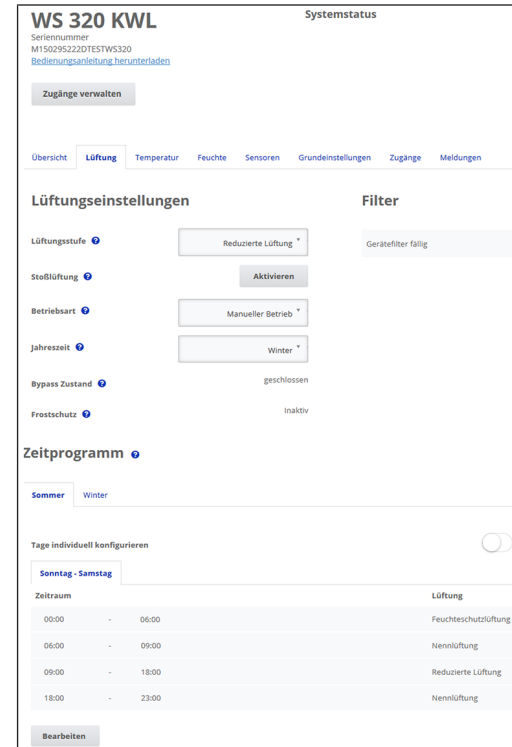 WS 320 KWL
Systemstatus
Seriennummer
M150295222DTESTWS320
Bedienungsanleitung herunterladen
Zugänge verwalten
Übersicht Lüftung Temperatur Feuchte Sensoren Grundeinstellungen Zugänge Meldungen
Lüftungseinstellungen
Filter
Lüftungsstufe ? Reduzierte Lüftung
Gerätefilter fällig
Stoßlüftung ? Aktivieren
Betriebsart ? Manueller Betrieb
Jahreszeit ? Winter
Bypass Zustand ? geschlossen
Frostschutz ? Inaktiv
Zeitprogramm ?
Sommer Winter
Tage individuell konfigurieren
Sonntag - Samstag
Zeitraum Lüftung
00:00 - 06:00 Feuchteschutzlüftung
06:00 - 09:00 Nennlüftung
09:00 - 18:00 Reduzierte Lüftung
18:00 - 23:00 Nennlüftung
Bearbeiten